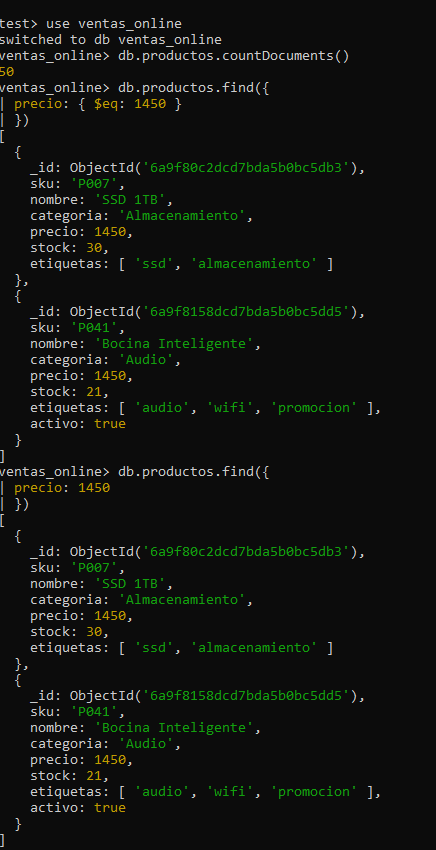 test> use ventas_online
switched to db ventas_online
ventas_online> db.productos.countDocuments()
50
ventas_online> db.productos.find({
| precio: { $eq: 1450 }
| })
[
  {
    _id: ObjectId('6a9f80c2dcd7bda5b0bc5db3'),
    sku: 'P007',
    nombre: 'SSD 1TB',
    categoria: 'Almacenamiento',
    precio: 1450,
    stock: 30,
    etiquetas: [ 'ssd', 'almacenamiento' ]
  },
  {
    _id: ObjectId('6a9f8158dcd7bda5b0bc5dd5'),
    sku: 'P041',
    nombre: 'Bocina Inteligente',
    categoria: 'Audio',
    precio: 1450,
    stock: 21,
    etiquetas: [ 'audio', 'wifi', 'promocion' ],
    activo: true
  }
]
ventas_online> db.productos.find({
| precio: 1450
| })
[
  {
    _id: ObjectId('6a9f80c2dcd7bda5b0bc5db3'),
    sku: 'P007',
    nombre: 'SSD 1TB',
    categoria: 'Almacenamiento',
    precio: 1450,
    stock: 30,
    etiquetas: [ 'ssd', 'almacenamiento' ]
  },
  {
    _id: ObjectId('6a9f8158dcd7bda5b0bc5dd5'),
    sku: 'P041',
    nombre: 'Bocina Inteligente',
    categoria: 'Audio',
    precio: 1450,
    stock: 21,
    etiquetas: [ 'audio', 'wifi', 'promocion' ],
    activo: true
  }
]